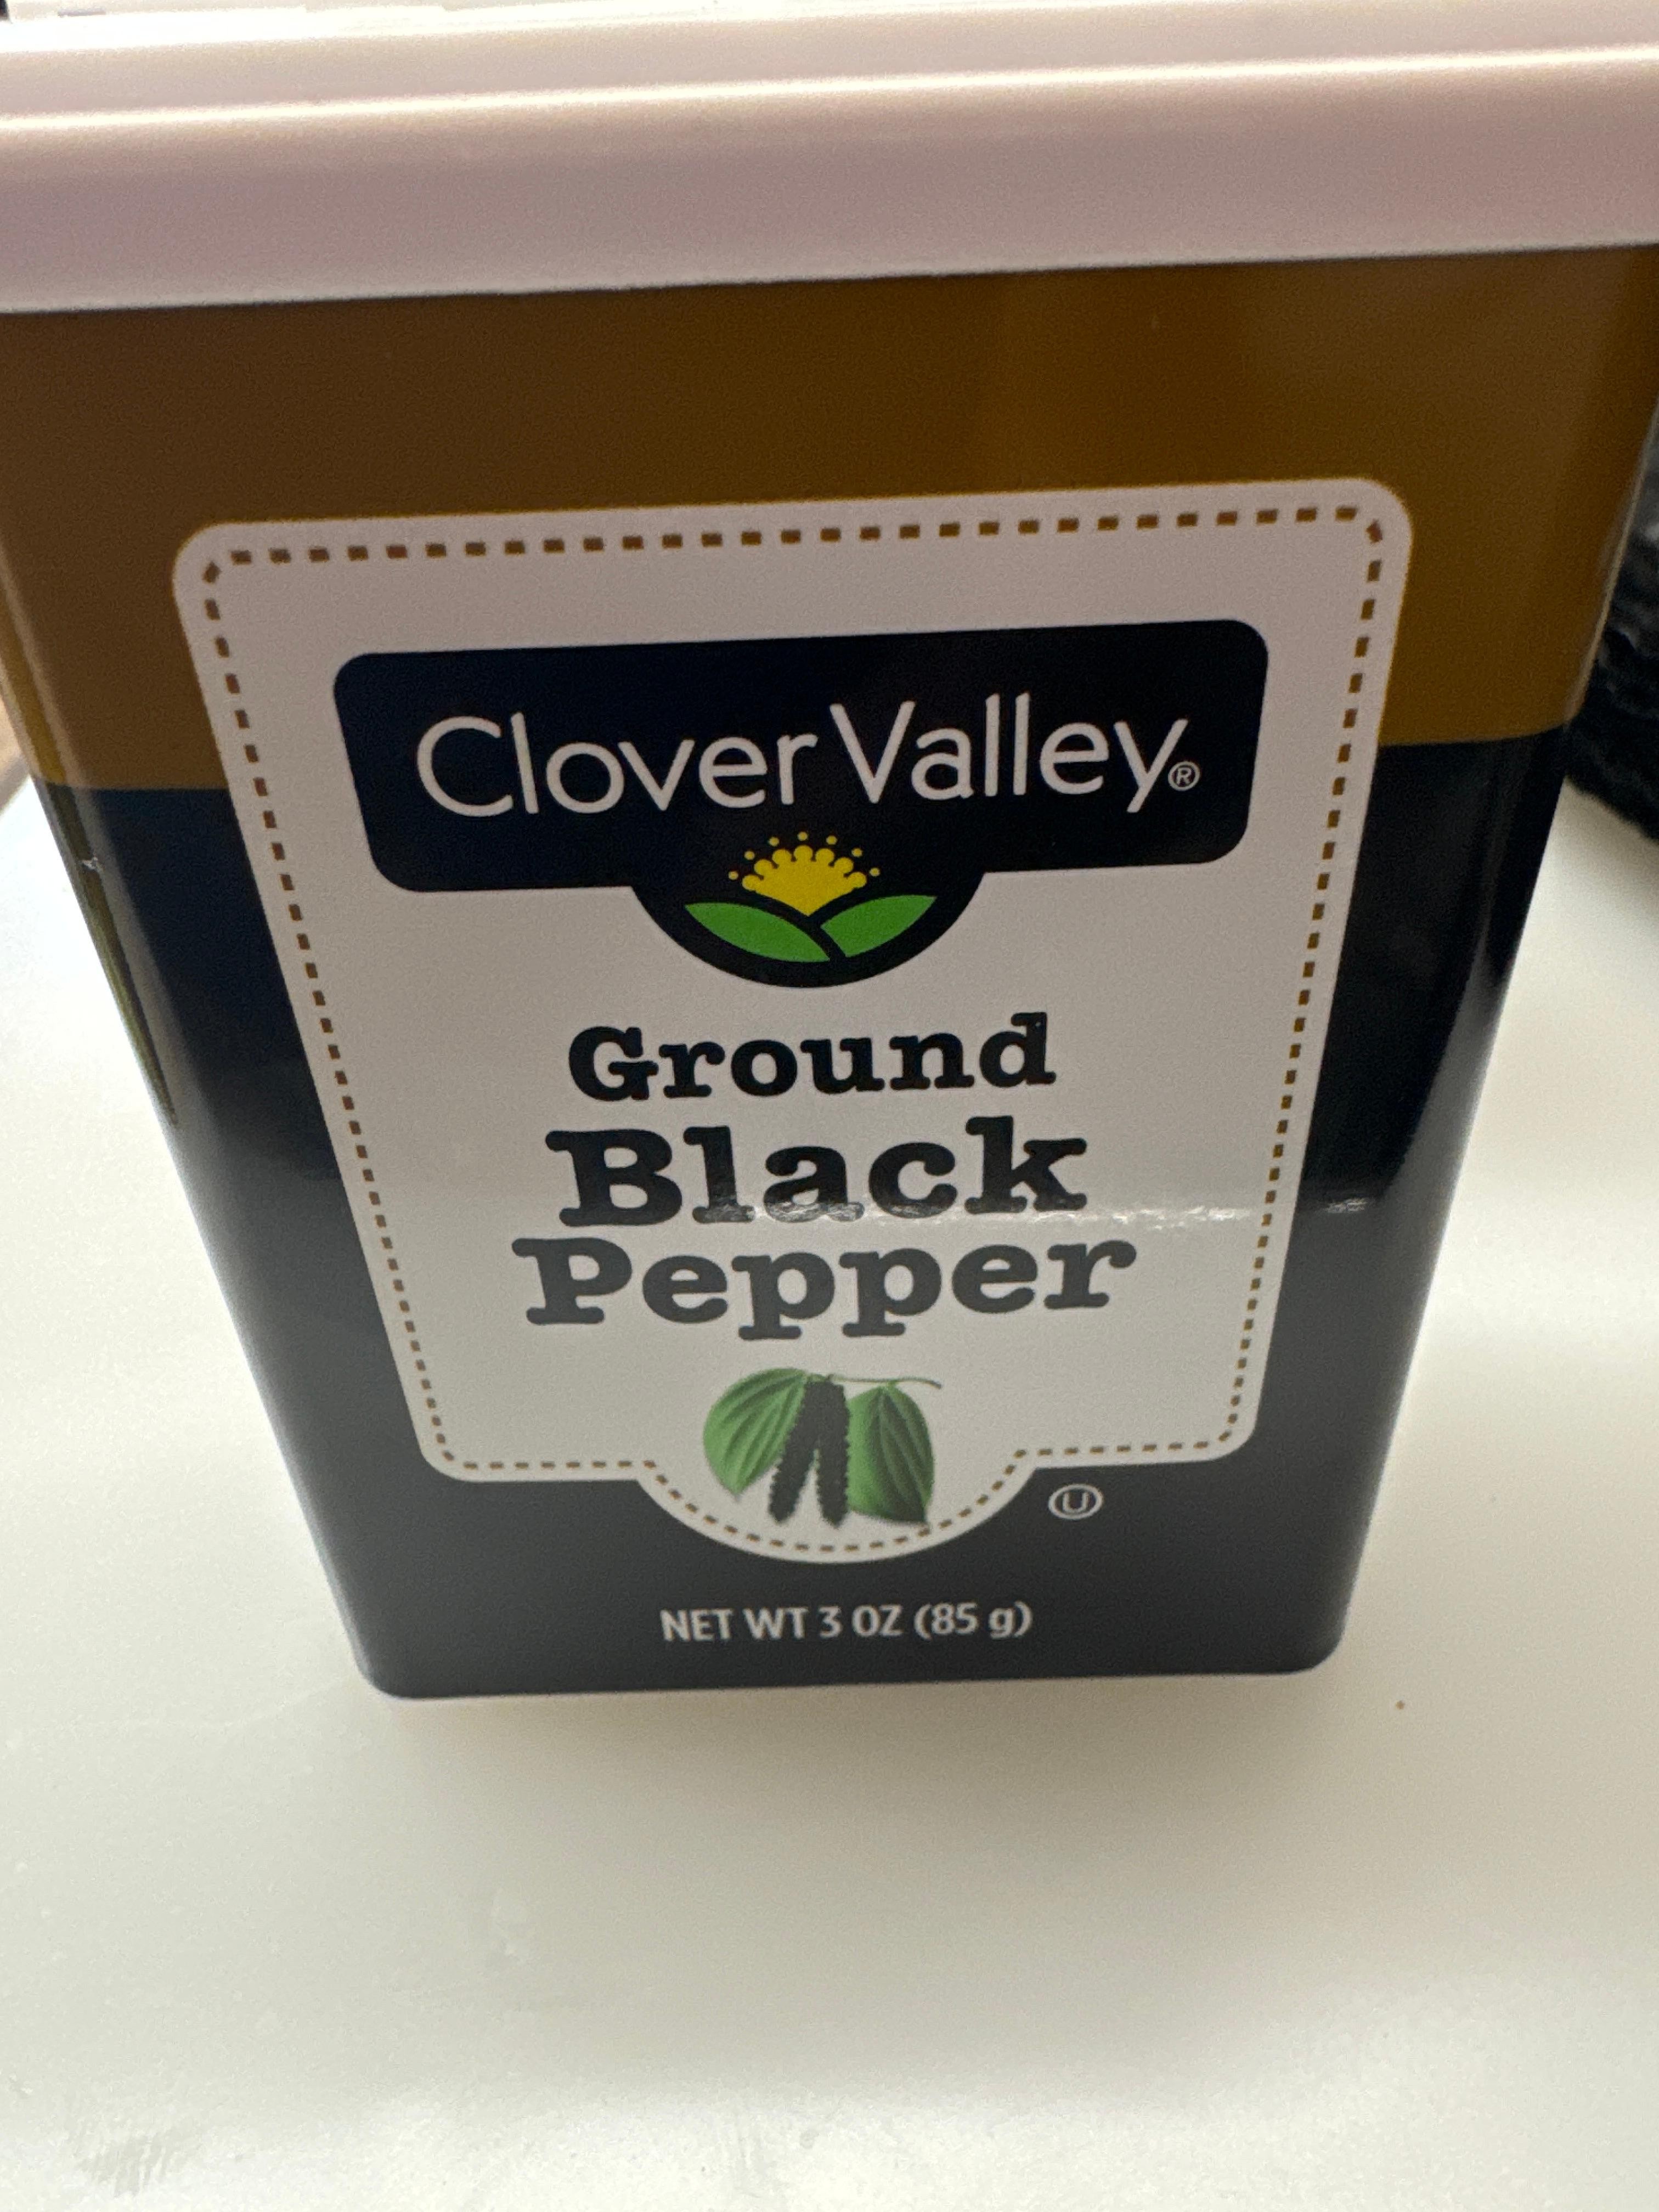 Clover Valley®
Ground
Black
Pepper
Ⓤ
NET WT 3 OZ (85 g)